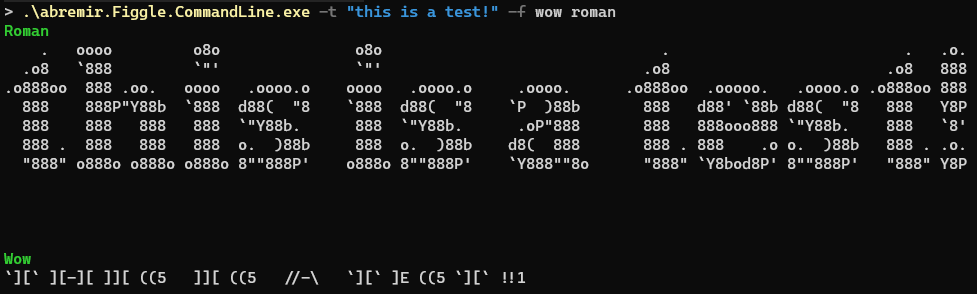 > .\abremir.Figgle.CommandLine.exe -t "this is a test!" -f wow roman
Roman
    .   oooo         o8o               o8o                               .                          .   .o.
  .o8   `888         `"'               `"'                             .o8                        .o8   888
.o888oo  888 .oo.   oooo   .oooo.o    oooo   .oooo.o     .oooo.      .o888oo  .ooooo.   .oooo.o .o888oo 888
  888    888P"Y88b  `888  d88(  "8    `888  d88(  "8    `P  )88b       888   d88' `88b d88(  "8   888   Y8P
  888    888   888   888  `"Y88b.      888  `"Y88b.      .oP"888       888   888ooo888 `"Y88b.    888   `8'
  888 .  888   888   888  o.  )88b     888  o.  )88b    d8(  888       888 . 888    .o o.  )88b   888 . .o.
  "888" o888o o888o o888o 8""888P'    o888o 8""888P'    `Y888""8o      "888" `Y8bod8P' 8""888P'   "888" Y8P
Wow
`][` ][-][ ]][ ((5   ]][ ((5   //-\   `][` ]E ((5 `][` !!1